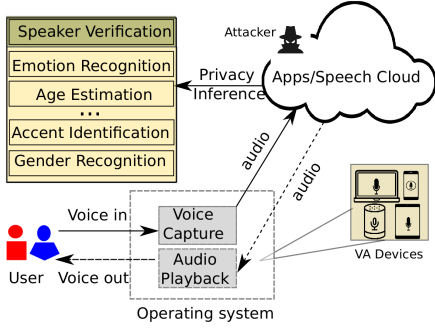 Speaker Verification
Emotion Recognition
Age Estimation
...
Accent Identification
Gender Recognition
Attacker
Privacy
Inference
Apps/Speech Cloud
audio
audio
Voice in
Voice
Capture
Audio
Playback
User
Voice out
VA Devices
Operating system